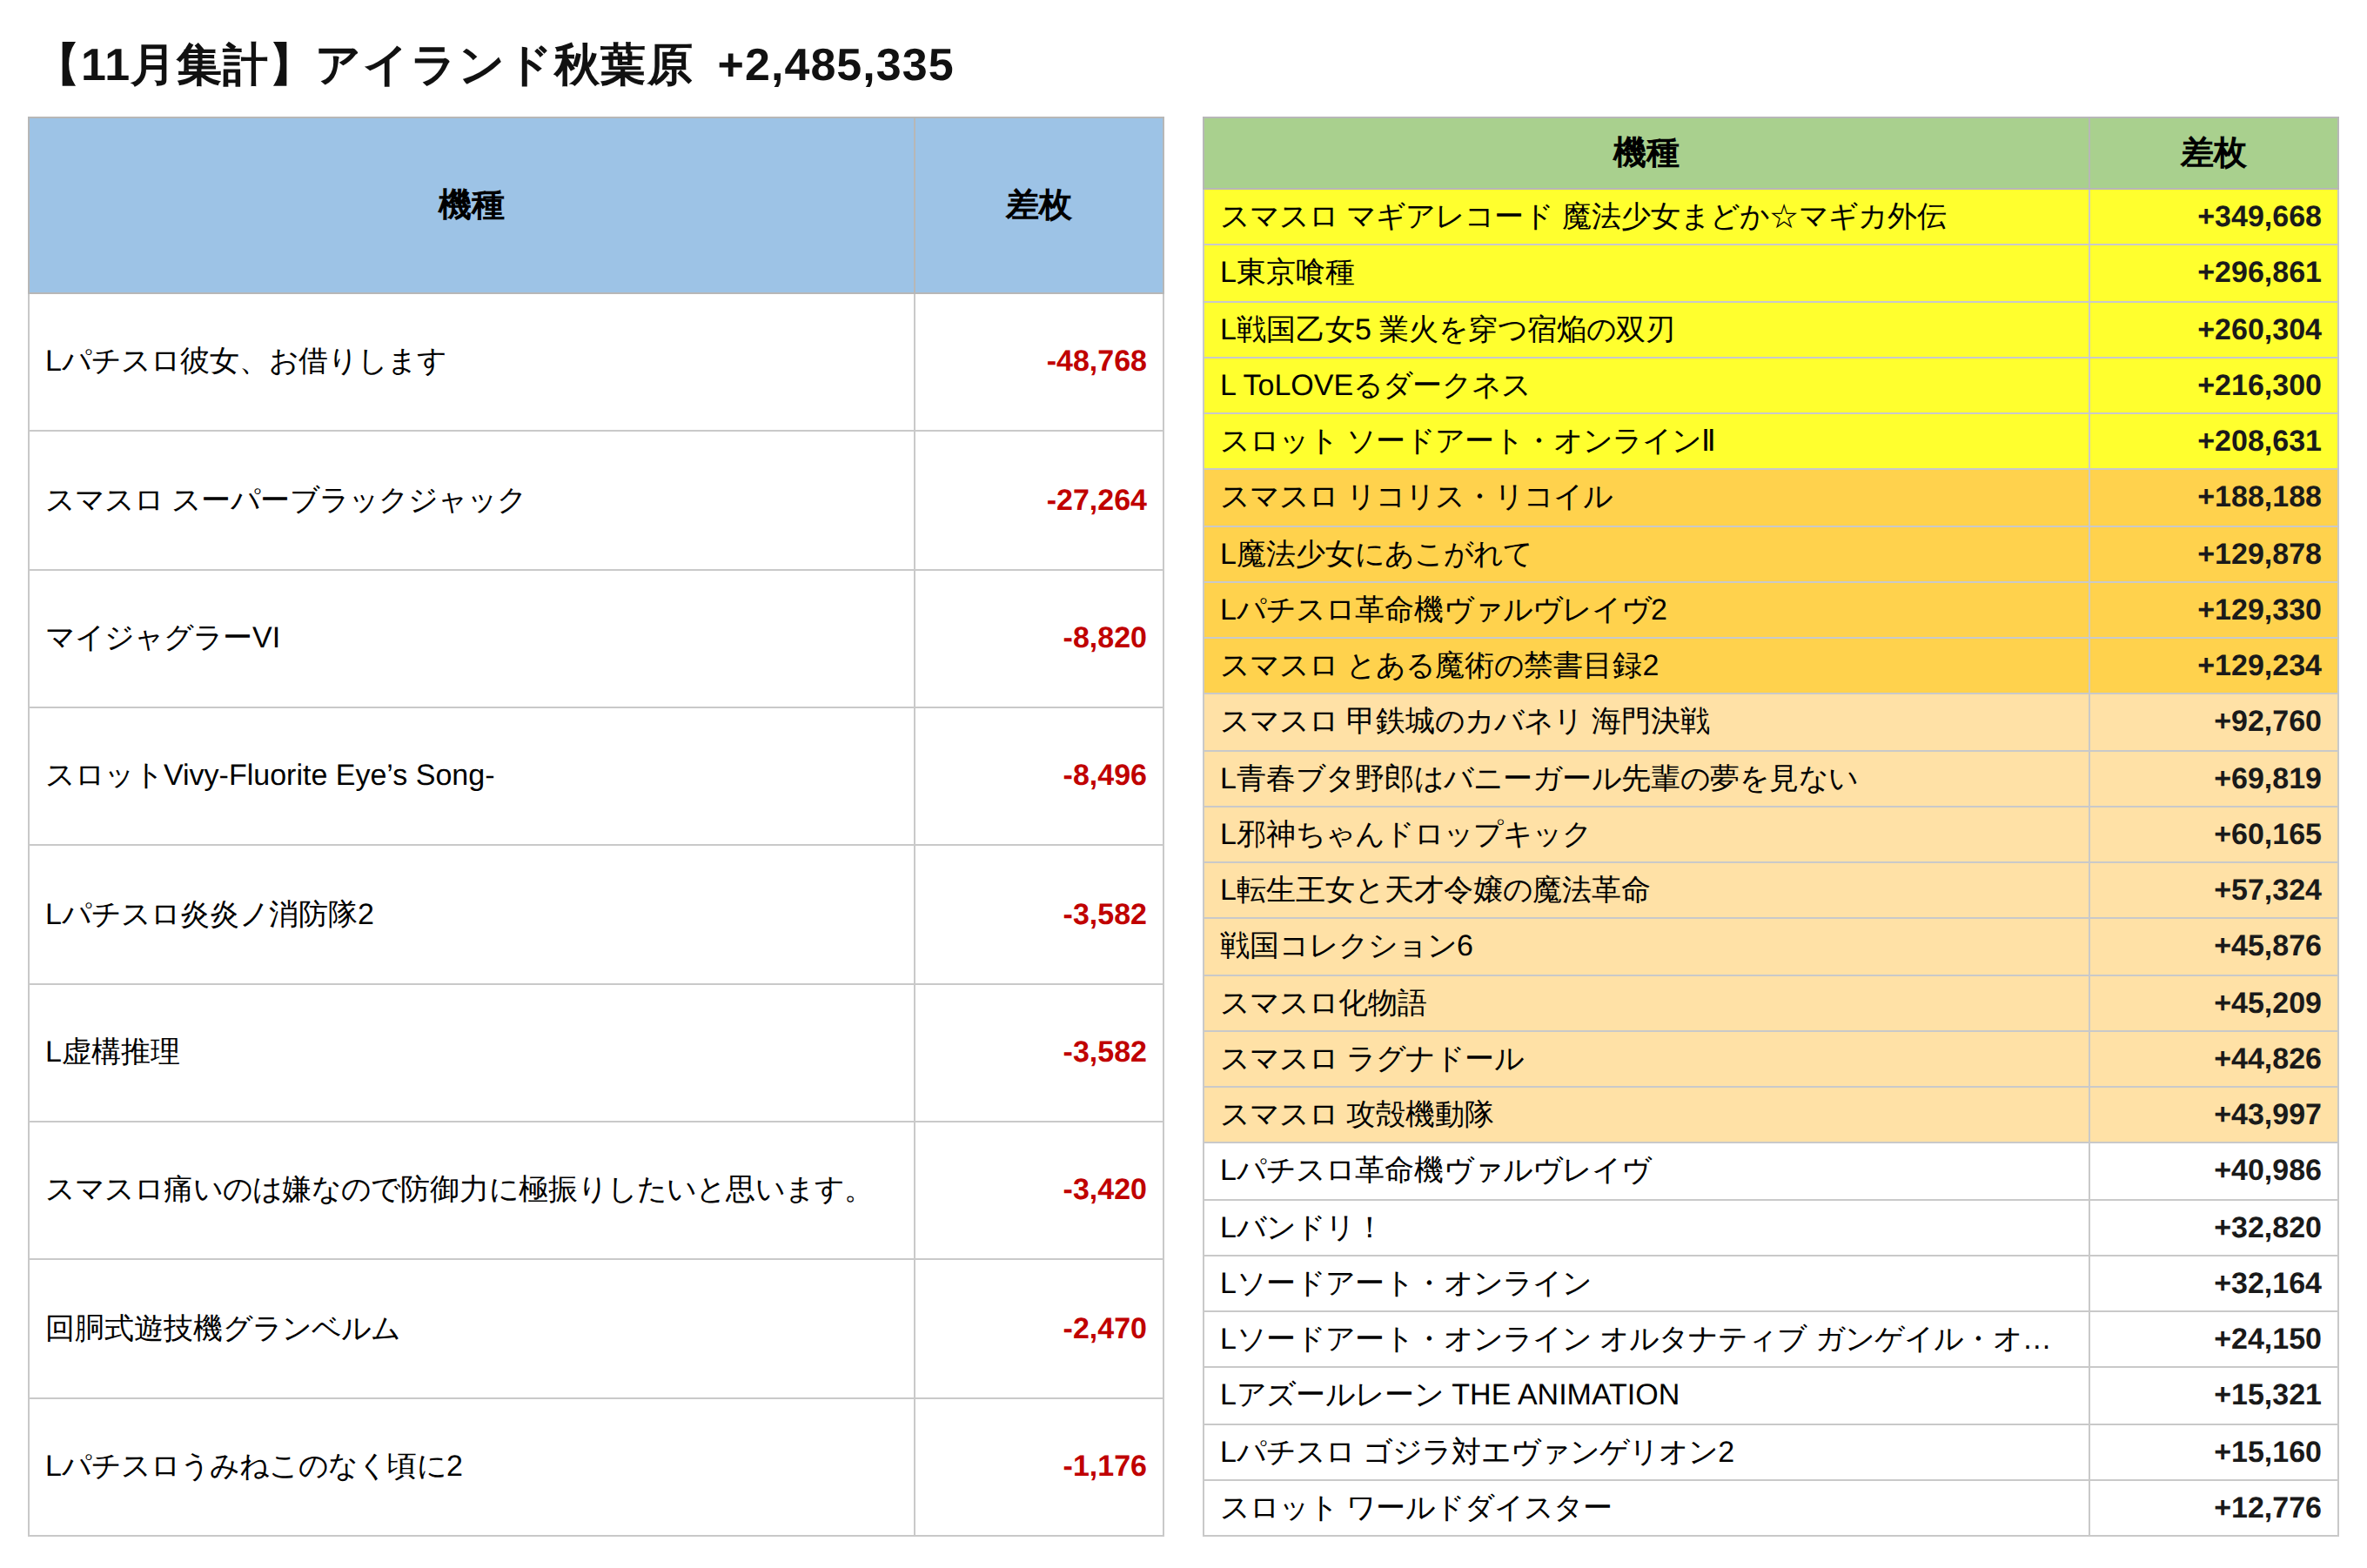 【11月集計】アイランド秋葉原 +2,485,335
機種 差枚
Lパチスロ彼女、お借りします -48,768
スマスロ スーパーブラックジャック -27,264
マイジャグラーVI -8,820
スロットVivy-Fluorite Eye’s Song- -8,496
Lパチスロ炎炎ノ消防隊2 -3,582
L虚構推理 -3,582
スマスロ痛いのは嫌なので防御力に極振りしたいと思います。 -3,420
回胴式遊技機グランベルム -2,470
Lパチスロうみねこのなく頃に2 -1,176
機種 差枚
スマスロ マギアレコード 魔法少女まどか☆マギカ外伝 +349,668
L東京喰種 +296,861
L戦国乙女5 業火を穿つ宿焔の双刃 +260,304
L ToLOVEるダークネス +216,300
スロット ソードアート・オンラインⅡ +208,631
スマスロ リコリス・リコイル +188,188
L魔法少女にあこがれて +129,878
Lパチスロ革命機ヴァルヴレイヴ2 +129,330
スマスロ とある魔術の禁書目録2 +129,234
スマスロ 甲鉄城のカバネリ 海門決戦 +92,760
L青春ブタ野郎はバニーガール先輩の夢を見ない +69,819
L邪神ちゃんドロップキック +60,165
L転生王女と天才令嬢の魔法革命 +57,324
戦国コレクション6 +45,876
スマスロ化物語 +45,209
スマスロ ラグナドール +44,826
スマスロ 攻殻機動隊 +43,997
Lパチスロ革命機ヴァルヴレイヴ +40,986
Lバンドリ！ +32,820
Lソードアート・オンライン +32,164
Lソードアート・オンライン オルタナティブ ガンゲイル・オ… +24,150
Lアズールレーン THE ANIMATION +15,321
Lパチスロ ゴジラ対エヴァンゲリオン2 +15,160
スロット ワールドダイスター +12,776